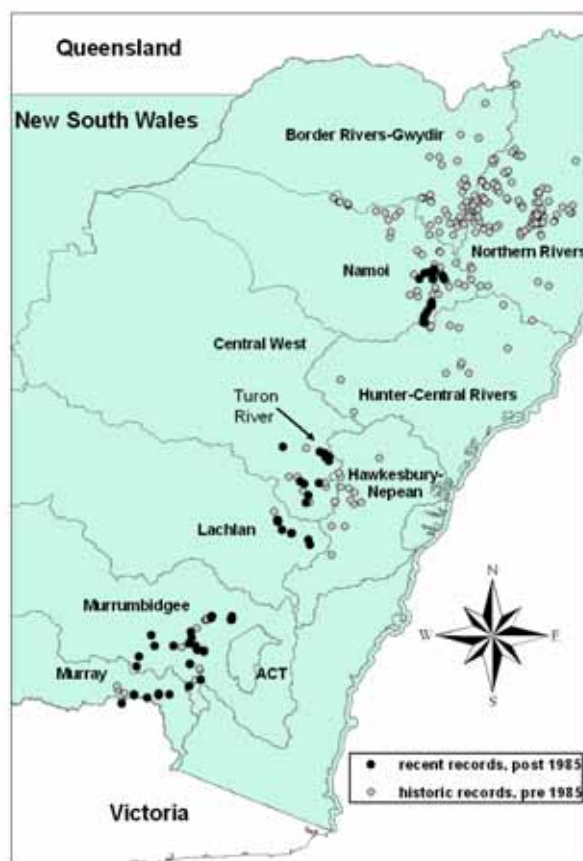 Queensland
New South Wales
Border Rivers-Gwydir
Northern Rivers
Namoi
Central West
Hunter-Central Rivers
Turon
River
Hawkesbury-
Nepean
Lachlan
N
W
E
S
Murrumbidgee
Murray
ACT
recent records, post 1985
historic records, pre 1985
Victoria